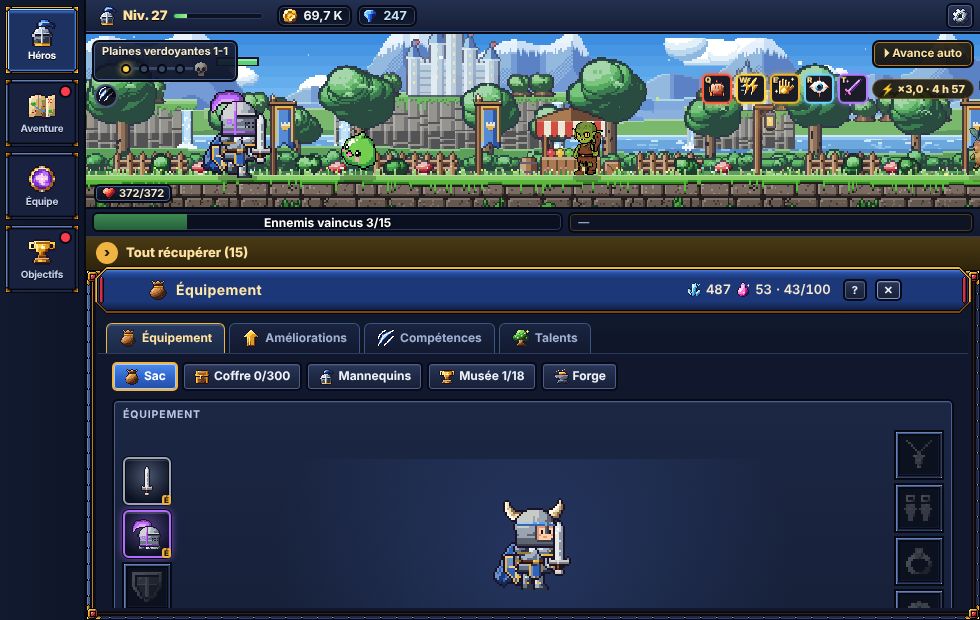 Niv. 27
69,7 K
247
Héros
Aventure
Équipe
Objectifs
Plaines verdoyantes 1-1
Avance auto
×3,0 · 4 h 57
372/372
Ennemis vaincus 3/15
—
Tout récupérer (15)
Équipement
487
53 · 43/100
?
×
Équipement
Améliorations
Compétences
Talents
Sac
Coffre 0/300
Mannequins
Musée 1/18
Forge
ÉQUIPEMENT
E
E